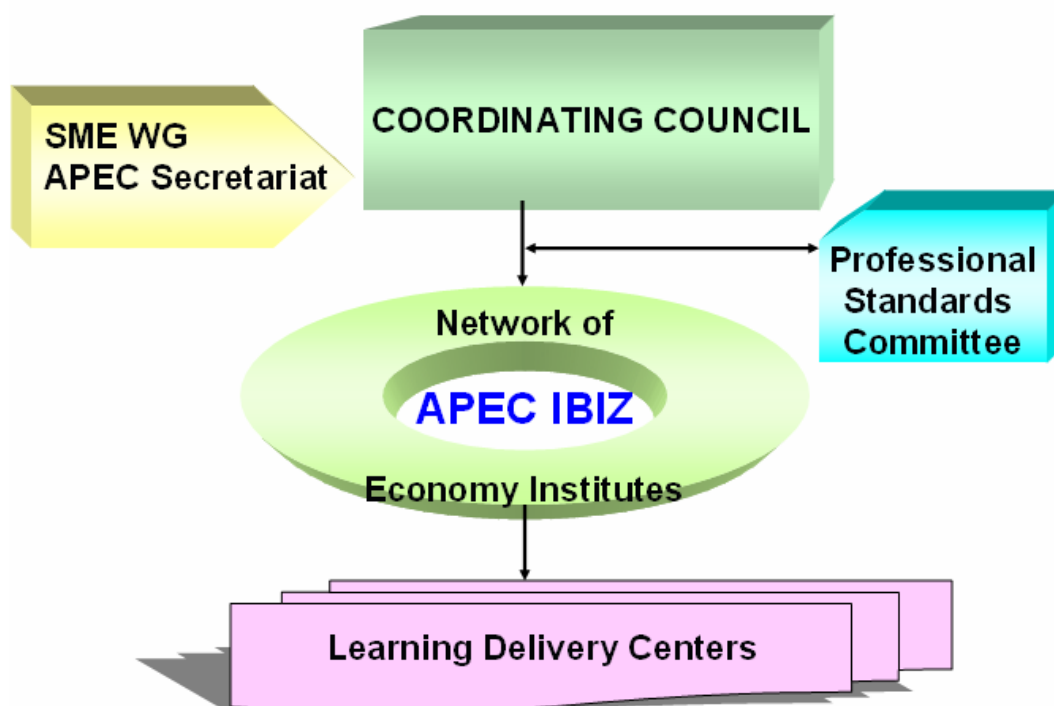 SME WG
APEC Secretariat
COORDINATING COUNCIL
Professional
Standards
Committee
Network of
APEC IBIZ
Economy Institutes
Learning Delivery Centers